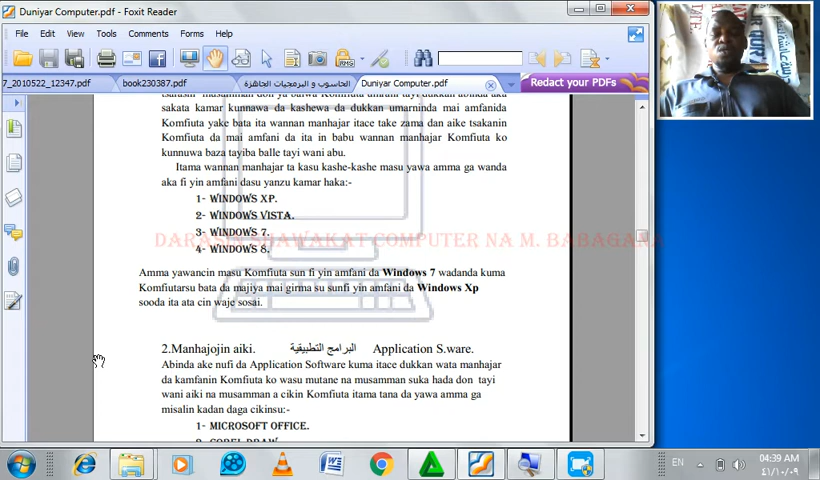 Duniyar Computer.pdf - Foxit Reader
File Edit View Tools Comments Forms Help
7_2010522_12347.pdf book230387.pdf الحاسوب و البرمجيات الجاهزة Duniyar Computer.pdf Redact your PDFs
sakata kamar kunnawa da kashewa da dukkan umarninda mai amfanida
Komfiuta yake bata ita wannan manhajar itace take zama dan aike tsakanin
Komfiuta da mai amfani da ita in babu wannan manhajar Komfiuta ko
kunnuwa baza tayiba balle tayi wani abu.
Itama wannan manhajar ta kasu kashe-kashe masu yawa amma ga wanda
aka fi yin amfani dasu yanzu kamar haka:-
1- WINDOWS XP.
2- WINDOWS VISTA.
3- WINDOWS 7.
4- WINDOWS 8.
DARASIN SHAWAKAT COMPUTER NA M. BABAGANA
Amma yawancin masu Komfiuta sun fi yin amfani da Windows 7 wadanda kuma
Komfiutarsu bata da majiya mai girma su sunfi yin amfani da Windows Xp
sooda ita ata cin waje sosai.
2.Manhajojin aiki. البرامج التطبيقية Application S.ware.
Abinda ake nufi da Application Software kuma itace dukkan wata manhajar
da kamfanin Komfiuta ko wasu mutane na musamman suka hada don tayi
wani aiki na musamman a cikin Komfiuta itama tana da yawa amma ga
misalin kadan daga cikinsu:-
1- MICROSOFT OFFICE.
2- COREL DRAW.
EN
04:39 AM
٤١/١٠/٠٩